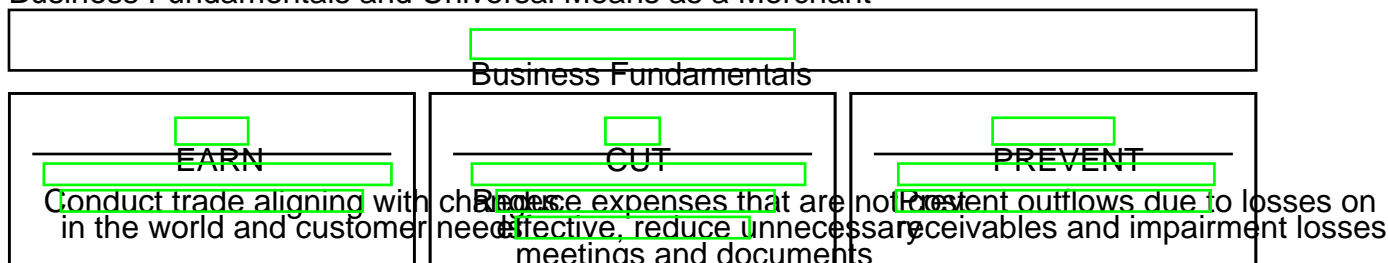 Business Fundamentals and Universal Means as a Merchant
Business Fundamentals
EARN
CUT
PREVENT
Conduct trade aligning with changes
in the world and customer needs
Reduce expenses that are not cost-
effective, reduce unnecessary
meetings and documents
Prevent outflows due to losses on
receivables and impairment losses